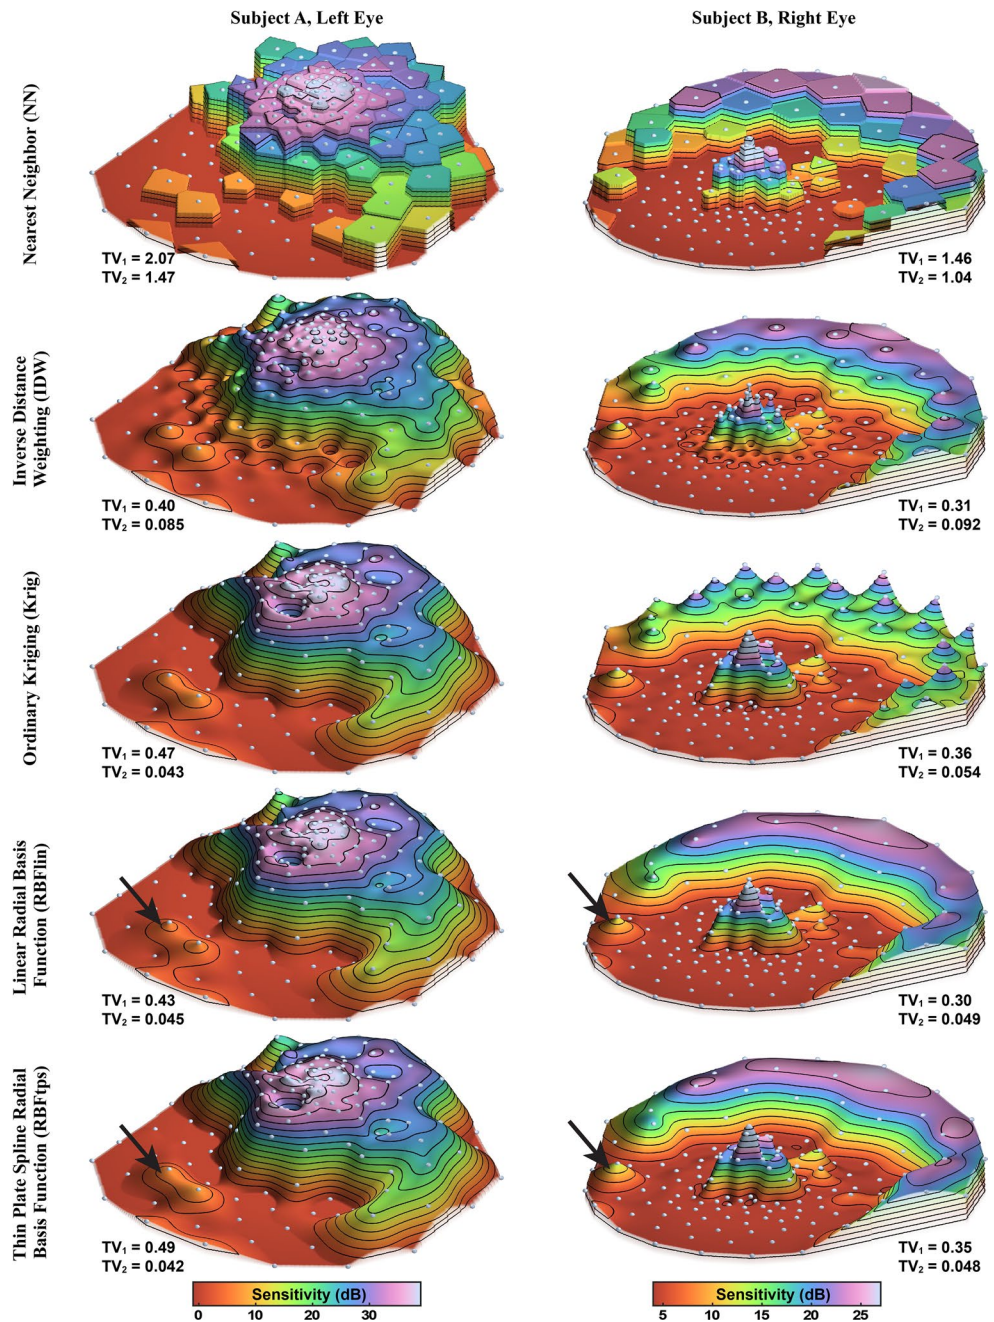 Subject A, Left Eye
Subject B, Right Eye
Nearest Neighbor (NN)
TV₁ = 2.07
TV₂ = 1.47
TV₁ = 1.46
TV₂ = 1.04
Inverse Distance
Weighting (IDW)
TV₁ = 0.40
TV₂ = 0.085
TV₁ = 0.31
TV₂ = 0.092
Ordinary Kriging (Krig)
TV₁ = 0.47
TV₂ = 0.043
TV₁ = 0.36
TV₂ = 0.054
Linear Radial Basis
Function (RBFlin)
TV₁ = 0.43
TV₂ = 0.045
TV₁ = 0.30
TV₂ = 0.049
Thin Plate Spline Radial
Basis Function (RBFtps)
TV₁ = 0.49
TV₂ = 0.042
TV₁ = 0.35
TV₂ = 0.048
Sensitivity (dB)
0 10 20 30
Sensitivity (dB)
5 10 15 20 25